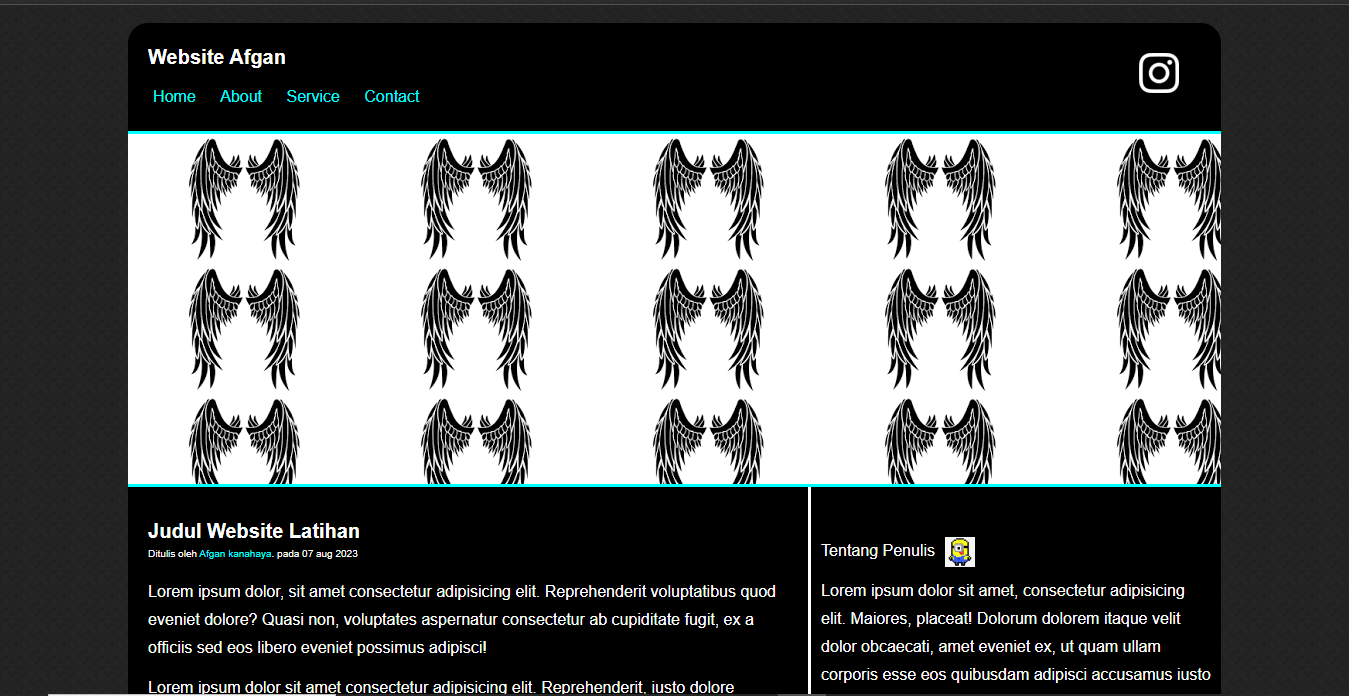 Website Afgan
Home About Service Contact
Judul Website Latihan
Ditulis oleh Afgan kanahaya. pada 07 aug 2023
Lorem ipsum dolor, sit amet consectetur adipisicing elit. Reprehenderit voluptatibus quod
eveniet dolore? Quasi non, voluptates aspernatur consectetur ab cupiditate fugit, ex a
officiis sed eos libero eveniet possimus adipisci!
Lorem ipsum dolor sit amet consectetur adipisicing elit. Reprehenderit, iusto dolore
Tentang Penulis
Lorem ipsum dolor sit amet, consectetur adipisicing
elit. Maiores, placeat! Dolorum dolorem itaque velit
dolor obcaecati, amet eveniet ex, ut quam ullam
corporis esse eos quibusdam adipisci accusamus iusto